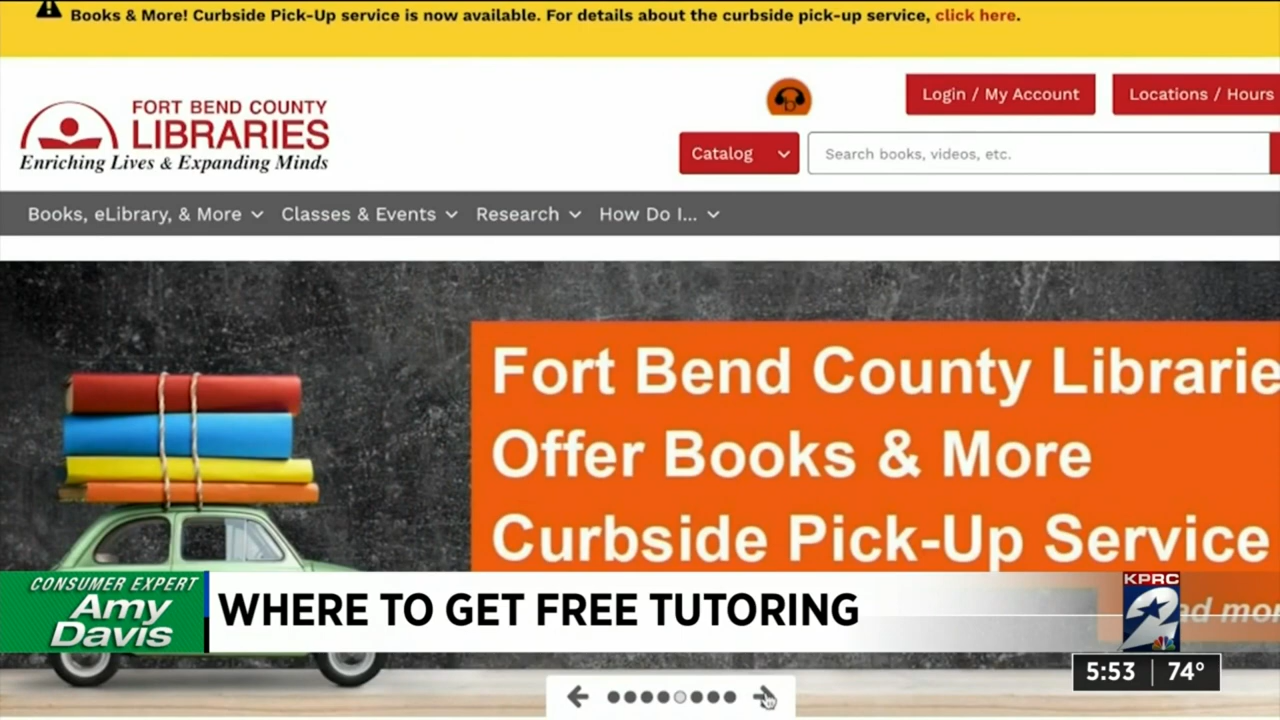 Books & More! Curbside Pick-Up service is now available. For details about the curbside pick-up service, click here.
FORT BEND COUNTY
LIBRARIES
Enriching Lives & Expanding Minds
Login / My Account
Locations / Hours
Catalog
Search books, videos, etc.
Books, eLibrary, & More
Classes & Events
Research
How Do I...
Fort Bend County Librarie
Offer Books & More
Curbside Pick-Up Service
CONSUMER EXPERT
Amy
Davis
WHERE TO GET FREE TUTORING
KPRC
2
5:53
74°